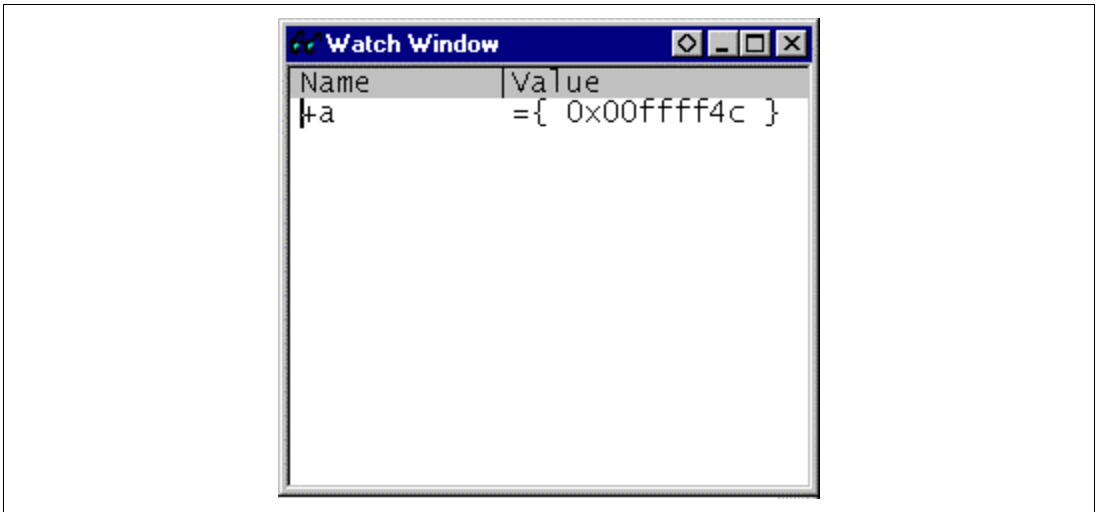 Watch Window
Name Value
+a ={ 0x00ffff4c }